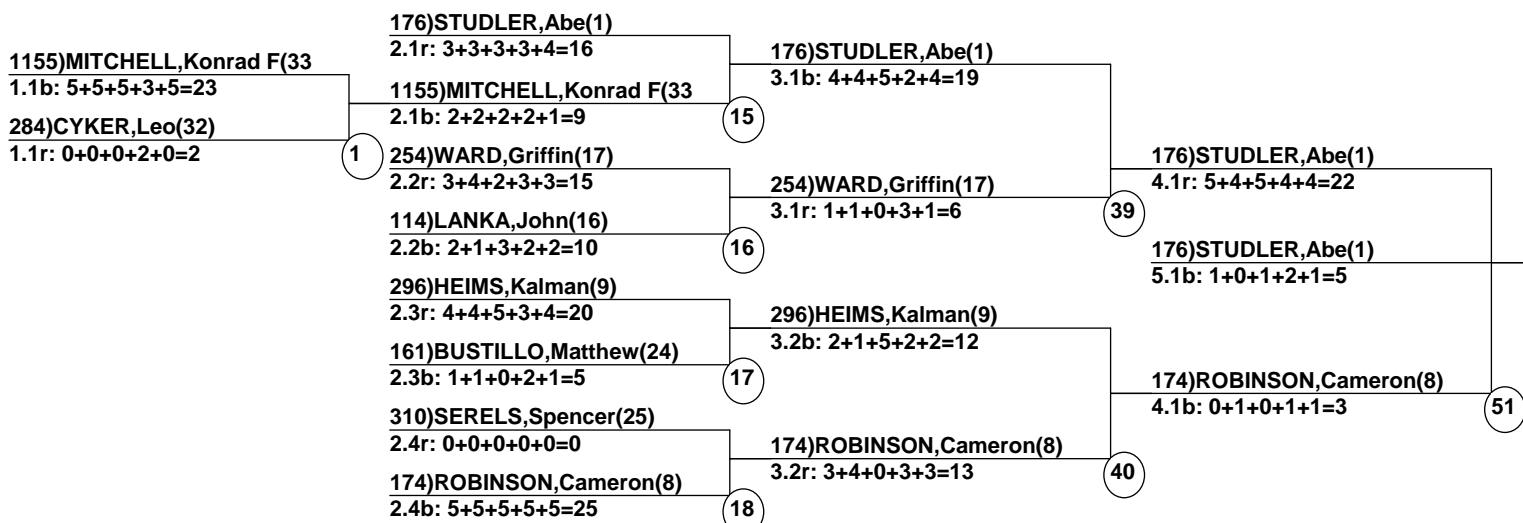 1155)MITCHELL,Konrad F(33
1.1b: 5+5+5+3+5=23
284)CYKER,Leo(32)
1.1r: 0+0+0+2+0=2
1
176)STUDLER,Abe(1)
2.1r: 3+3+3+3+4=16
1155)MITCHELL,Konrad F(33
2.1b: 2+2+2+2+1=9
15
254)WARD,Griffin(17)
2.2r: 3+4+2+3+3=15
114)LANKA,John(16)
2.2b: 2+1+3+2+2=10
16
296)HEIMS,Kalman(9)
2.3r: 4+4+5+3+4=20
161)BUSTILLO,Matthew(24)
2.3b: 1+1+0+2+1=5
17
310)SERELS,Spencer(25)
2.4r: 0+0+0+0+0=0
174)ROBINSON,Cameron(8)
2.4b: 5+5+5+5+5=25
18
176)STUDLER,Abe(1)
3.1b: 4+4+5+2+4=19
254)WARD,Griffin(17)
3.1r: 1+1+0+3+1=6
39
296)HEIMS,Kalman(9)
3.2b: 2+1+5+2+2=12
174)ROBINSON,Cameron(8)
3.2r: 3+4+0+3+3=13
40
176)STUDLER,Abe(1)
4.1r: 5+4+5+4+4=22
176)STUDLER,Abe(1)
5.1b: 1+0+1+2+1=5
174)ROBINSON,Cameron(8)
4.1b: 0+1+0+1+1=3
51